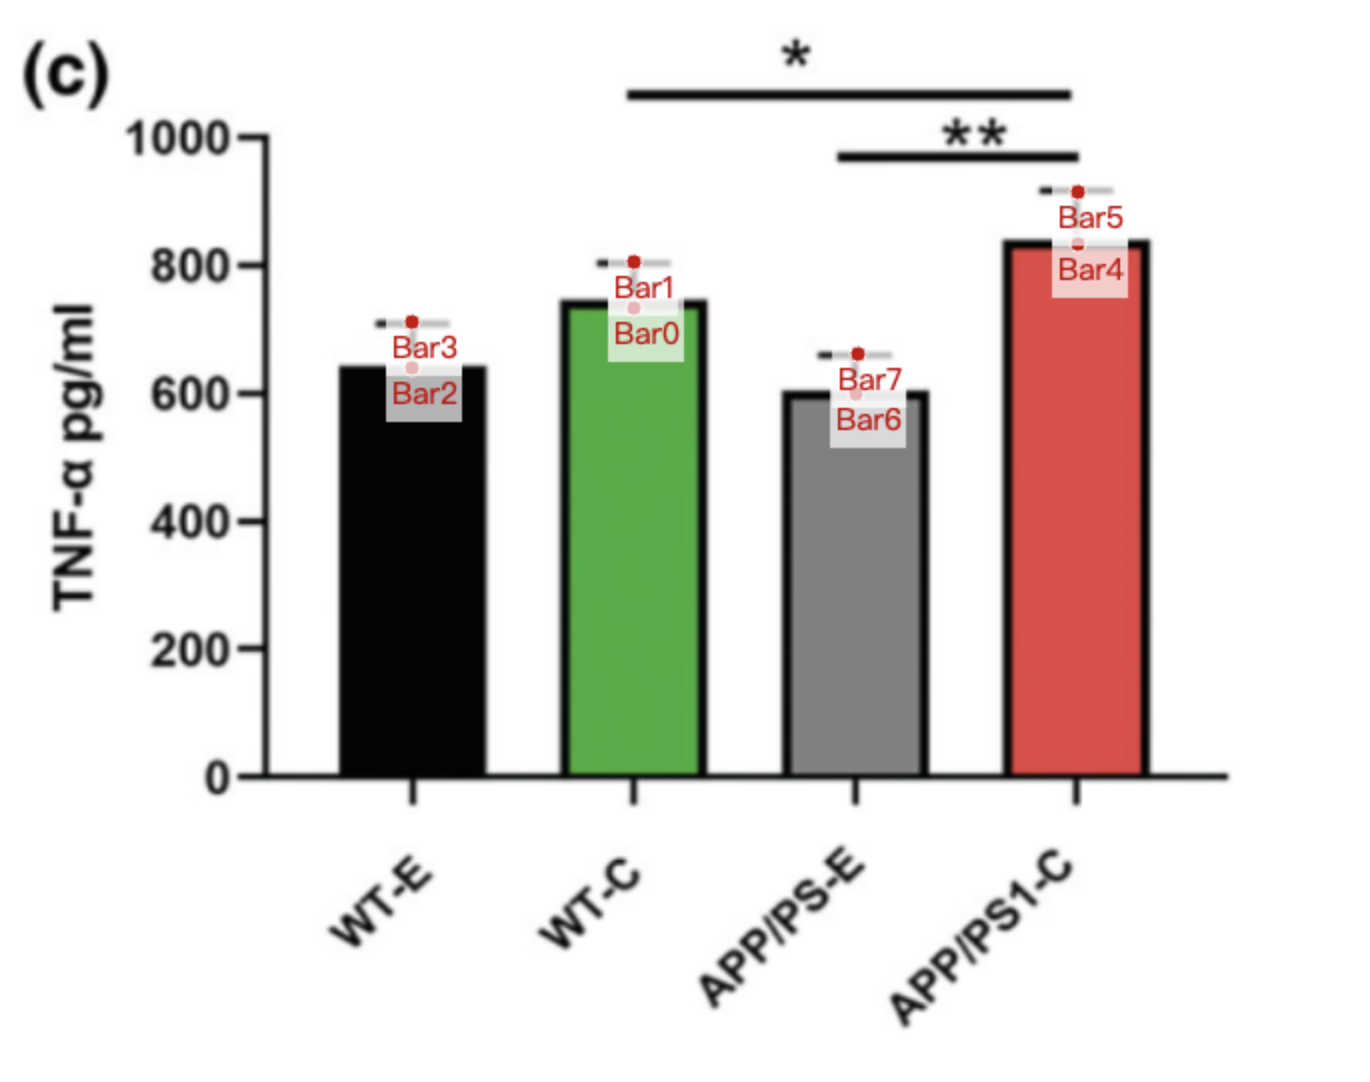 (c)
*
**
1000
800
600
400
200
0
TNF-α pg/ml
Bar5
Bar4
Bar1
Bar0
Bar3
Bar2
Bar7
Bar6
WT-E
WT-C
APP/PS-E
APP/PS1-C